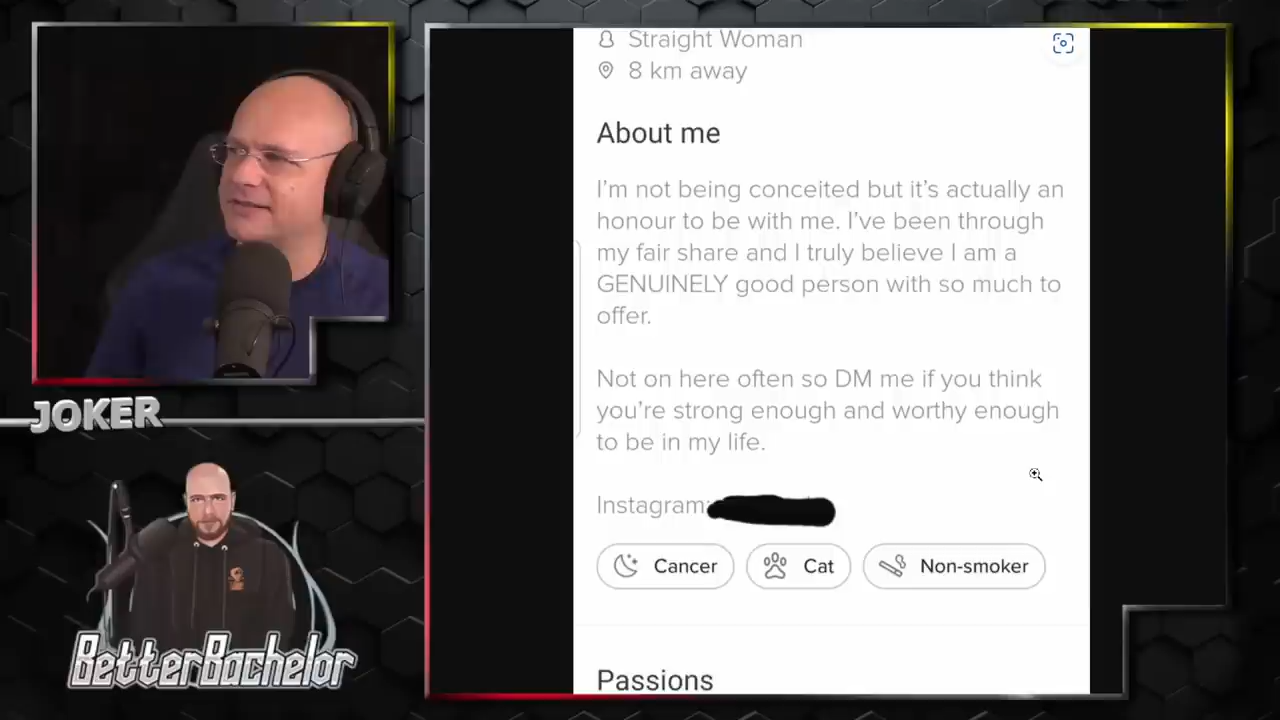 Straight Woman
8 km away
About me
I'm not being conceited but it's actually an
honour to be with me. I've been through
my fair share and I truly believe I am a
GENUINELY good person with so much to
offer.
Not on here often so DM me if you think
you're strong enough and worthy enough
to be in my life.
Instagram:
Cancer
Cat
Non-smoker
Passions
JOKER
BetterBachelor